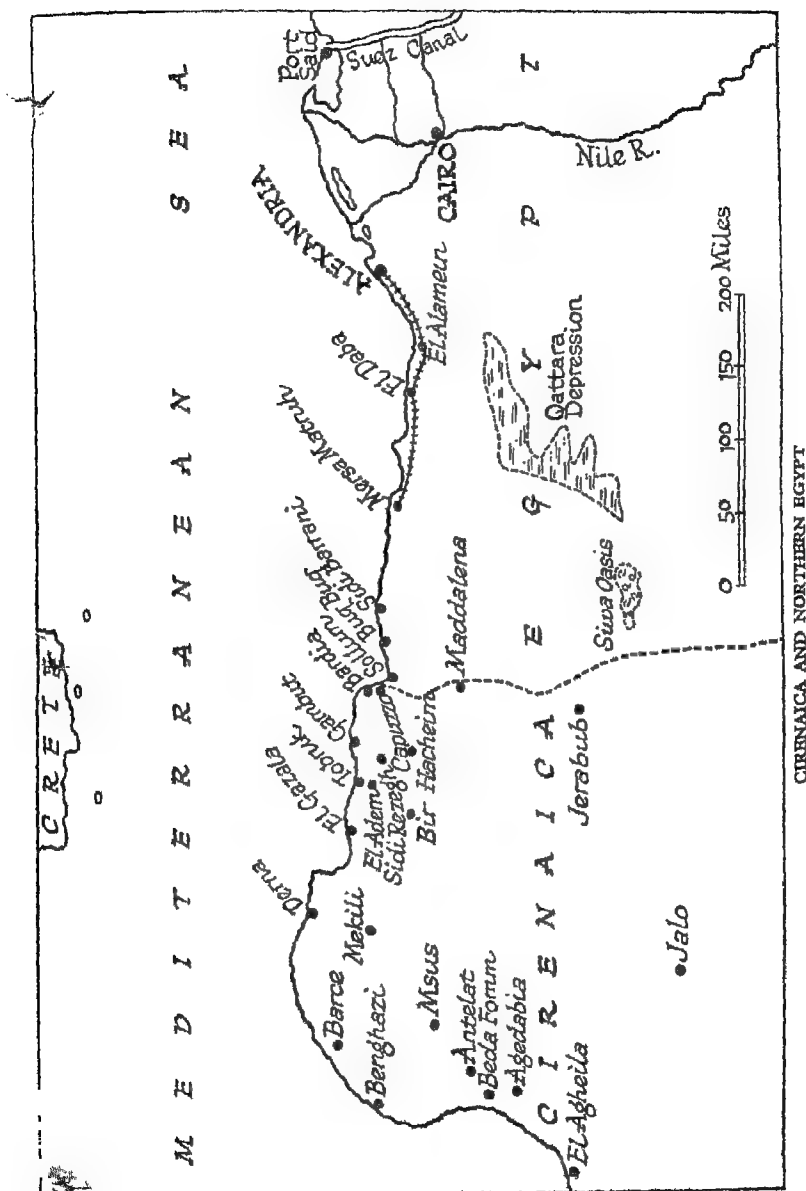 CRETE
MEDITERRANEAN SEA
Derna
El Gazala
Tobruk
Gambut
Bardia
Sollum
Buq Buq
Sidi Barrani
Mersa Matruh
El Daba
ALEXANDRIA
Port
Said
Suez Canal
Barce
Benghazi
Mekili
El Adem
Sidi Rezegh
Capuzzo
Bir Hacheim
El Alamein
CAIRO
Msus
Antelat
Beda Fomm
Agedabia
Maddalena
Qattara
Depression
Nile R.
EGYPT
CIRENAICA
El Agheila
Jerabub
Siwa Oasis
Jalo
0 50 100 150 200 Miles
CIRENAICA AND NORTHERN EGYPT